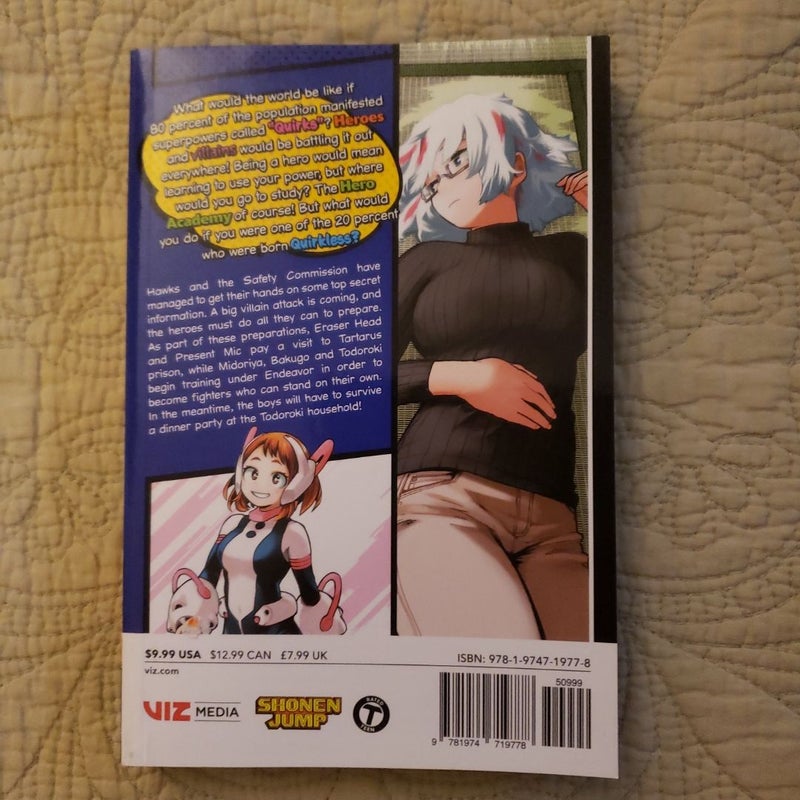 What would the world be like if
80 percent of the population manifested
superpowers called "Quirks"? Heroes
and villains would be battling it out
everywhere! Being a hero would mean
learning to use your power, but where
would you go to study? The Hero
Academy of course! But what would
you do if you were one of the 20 percent
who were born Quirkless?
Hawks and the Safety Commission have
managed to get their hands on some top secret
information. A big villain attack is coming, and
the heroes must do all they can to prepare.
As part of these preparations, Eraser Head
and Present Mic pay a visit to Tartarus
prison, while Midoriya, Bakugo and Todoroki
begin training under Endeavor in order to
become fighters who can stand on their own.
In the meantime, the boys will have to survive
a dinner party at the Todoroki household!
$9.99 USA $12.99 CAN £7.99 UK
viz.com
VIZ MEDIA
SHONEN
JUMP
RATED
T
TEEN
ISBN: 978-1-9747-1977-8
50999
9 781974 719778